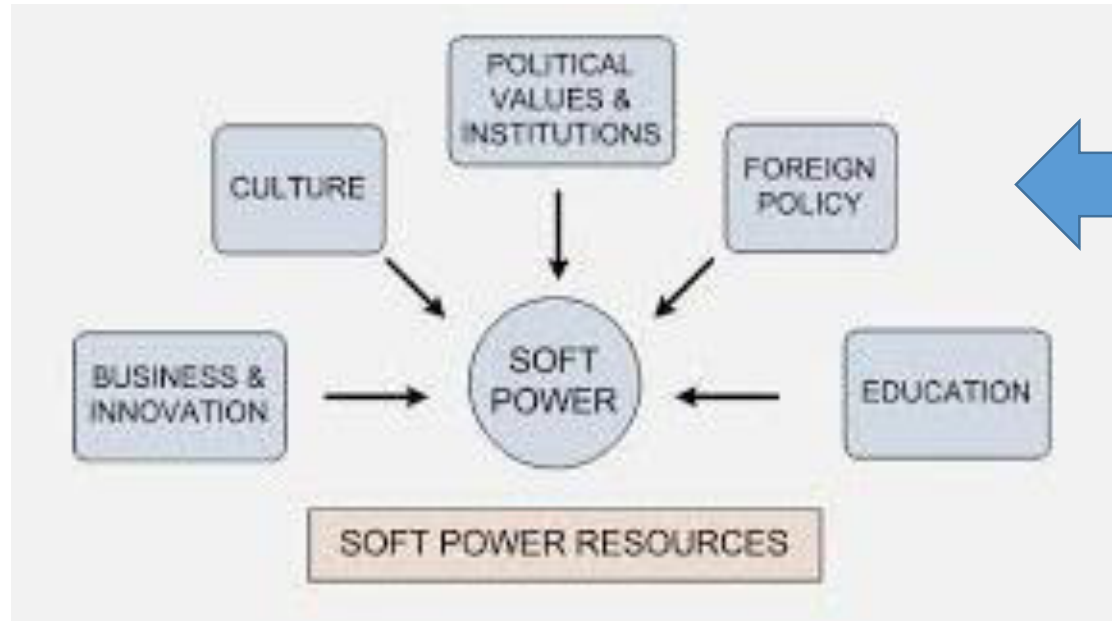 POLITICAL
VALUES &
INSTITUTIONS
CULTURE
FOREIGN
POLICY
BUSINESS &
INNOVATION
SOFT
POWER
EDUCATION
SOFT POWER RESOURCES